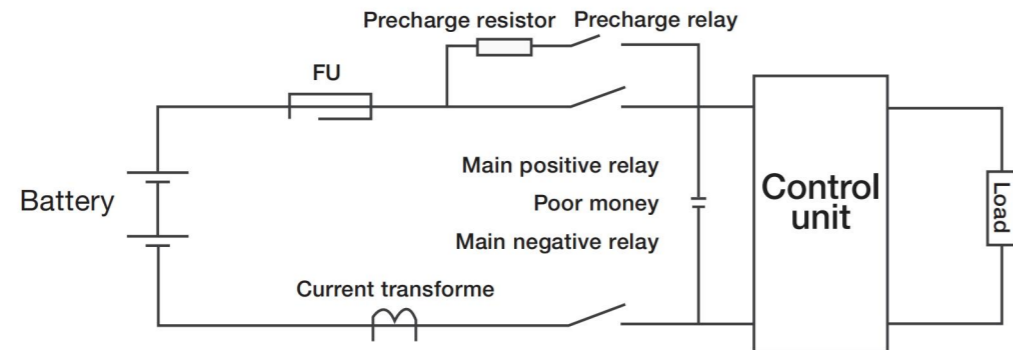 Precharge resistor
Precharge relay
FU
Main positive relay
Battery
Poor money
Main negative relay
Control
unit
Load
Current transforme